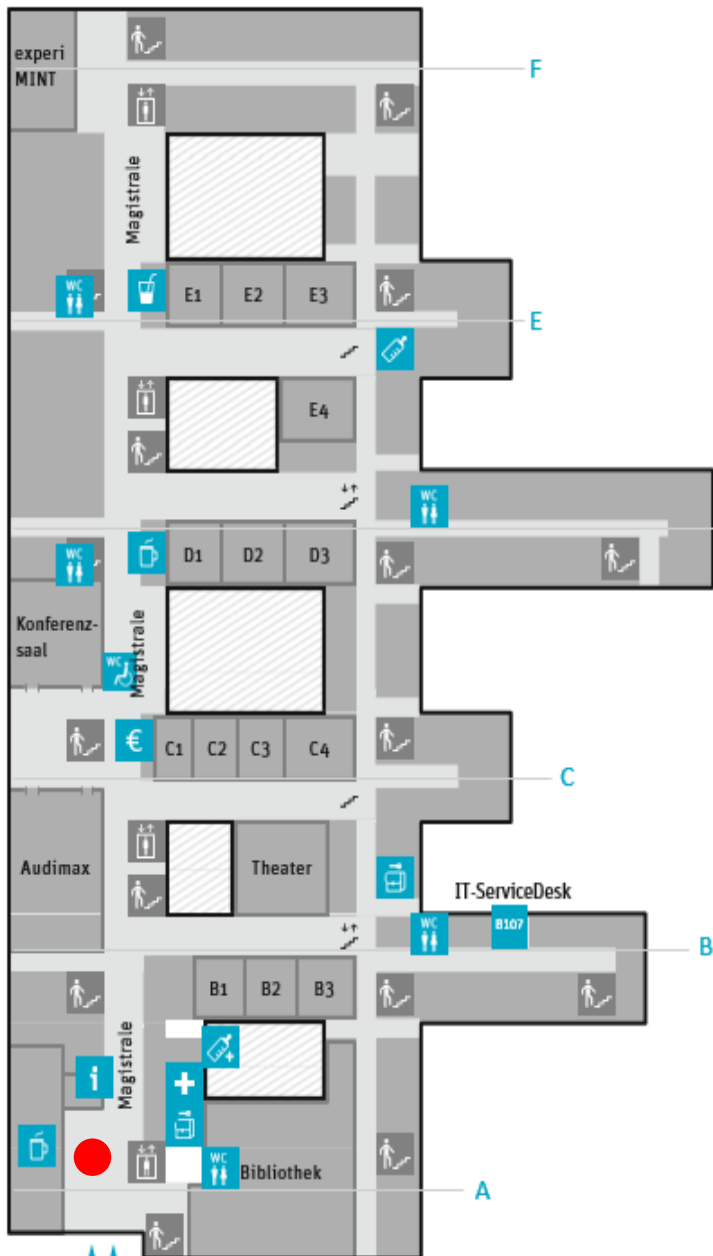 experi
MINT
F
Magistrale
WC
E1
E2
E3
E
E4
WC
WC
D1
D2
D3
Konferenz-
saal
WC
Magistrale
€
C1
C2
C3
C4
C
Audimax
Theater
IT-ServiceDesk
WC
B107
B
B1
B2
B3
Magistrale
i
WC
Bibliothek
A